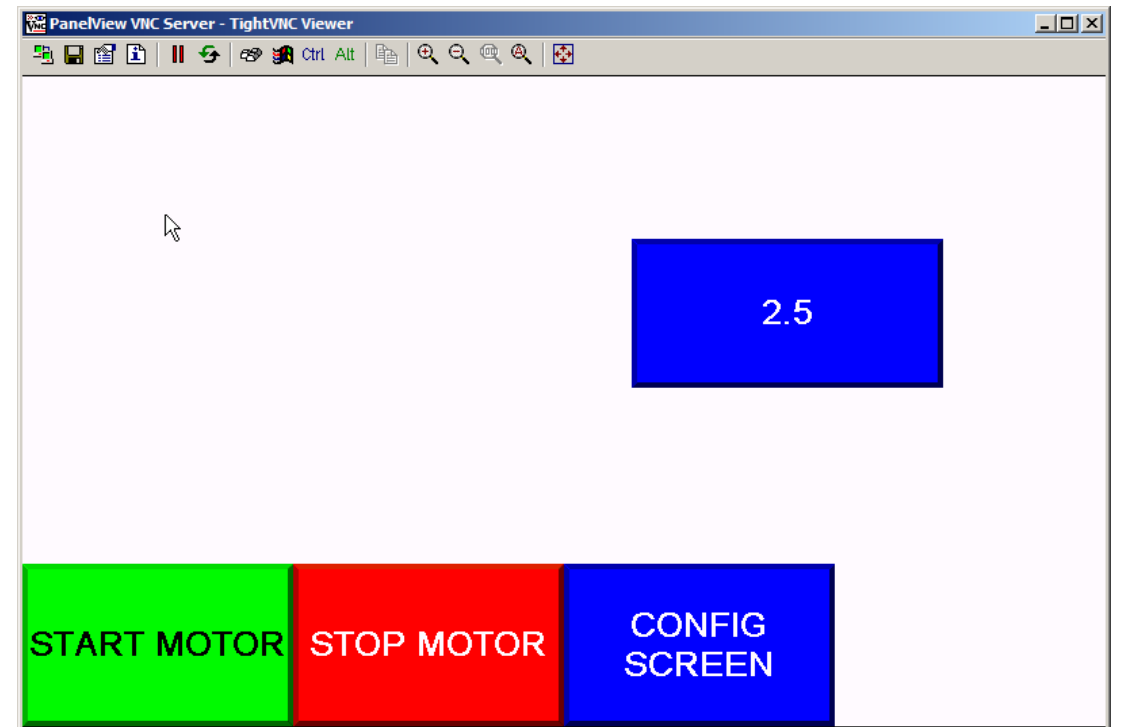 PanelView VNC Server - TightVNC Viewer
Ctrl Alt
2.5
START MOTOR
STOP MOTOR
CONFIG
SCREEN